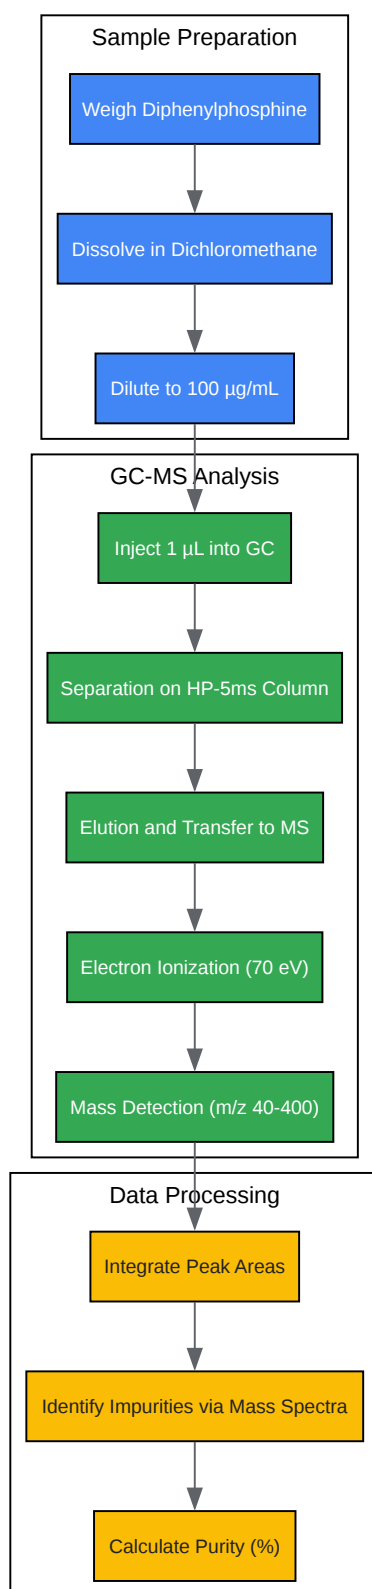 Sample Preparation
Weigh Diphenylphosphine
Dissolve in Dichloromethane
Dilute to 100 µg/mL
GC-MS Analysis
Inject 1 µL into GC
Separation on HP-5ms Column
Elution and Transfer to MS
Electron Ionization (70 eV)
Mass Detection (m/z 40-400)
Data Processing
Integrate Peak Areas
Identify Impurities via Mass Spectra
Calculate Purity (%)